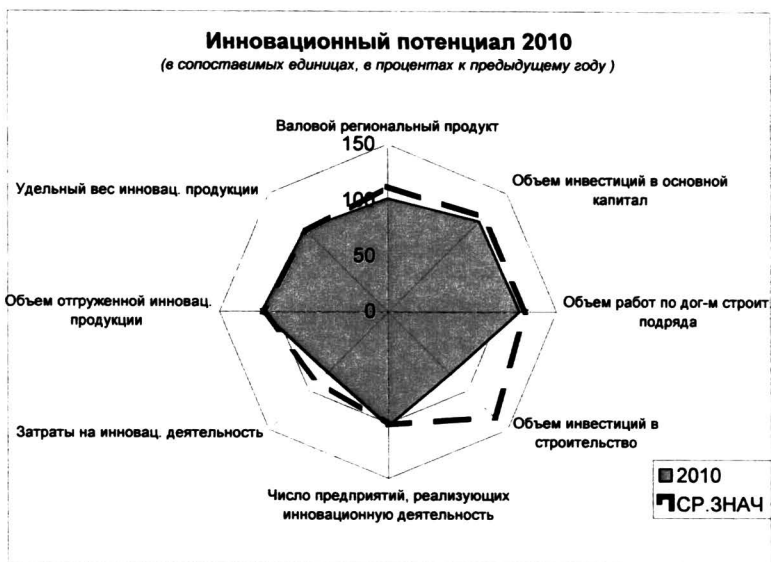 Инновационный потенциал 2010
(в сопоставимых единицах, в процентах к предыдущему году )
Валовой региональный продукт
150
Удельный вес инновац. продукции
Объем инвестиций в основной
капитал
100
50
Объем отгруженной инновац.
продукции
0
Объем работ по дог-м строит.
подряда
Затраты на инновац. деятельность
Объем инвестиций в
строительство
Число предприятий, реализующих
инновационную деятельность
2010
СР.ЗНАЧ